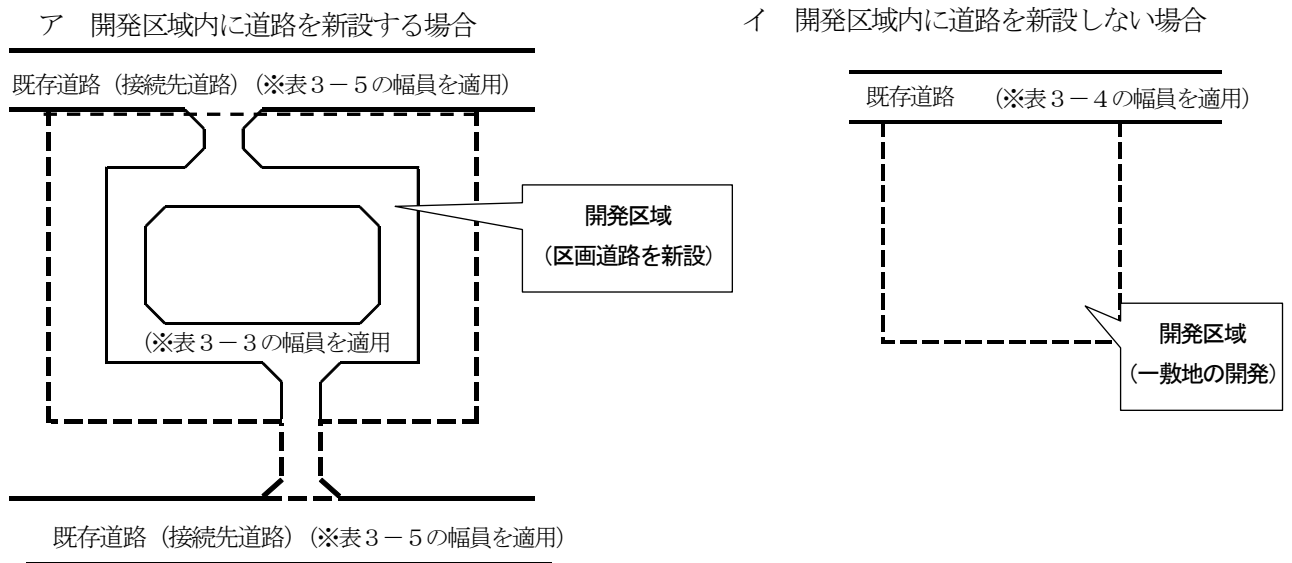 ア　開発区域内に道路を新設する場合
既存道路（接続先道路）（※表３－５の幅員を適用）
開発区域
（区画道路を新設）
（※表３－３の幅員を適用
既存道路（接続先道路）（※表３－５の幅員を適用）
イ　開発区域内に道路を新設しない場合
既存道路　（※表３－４の幅員を適用）
開発区域
（一敷地の開発）